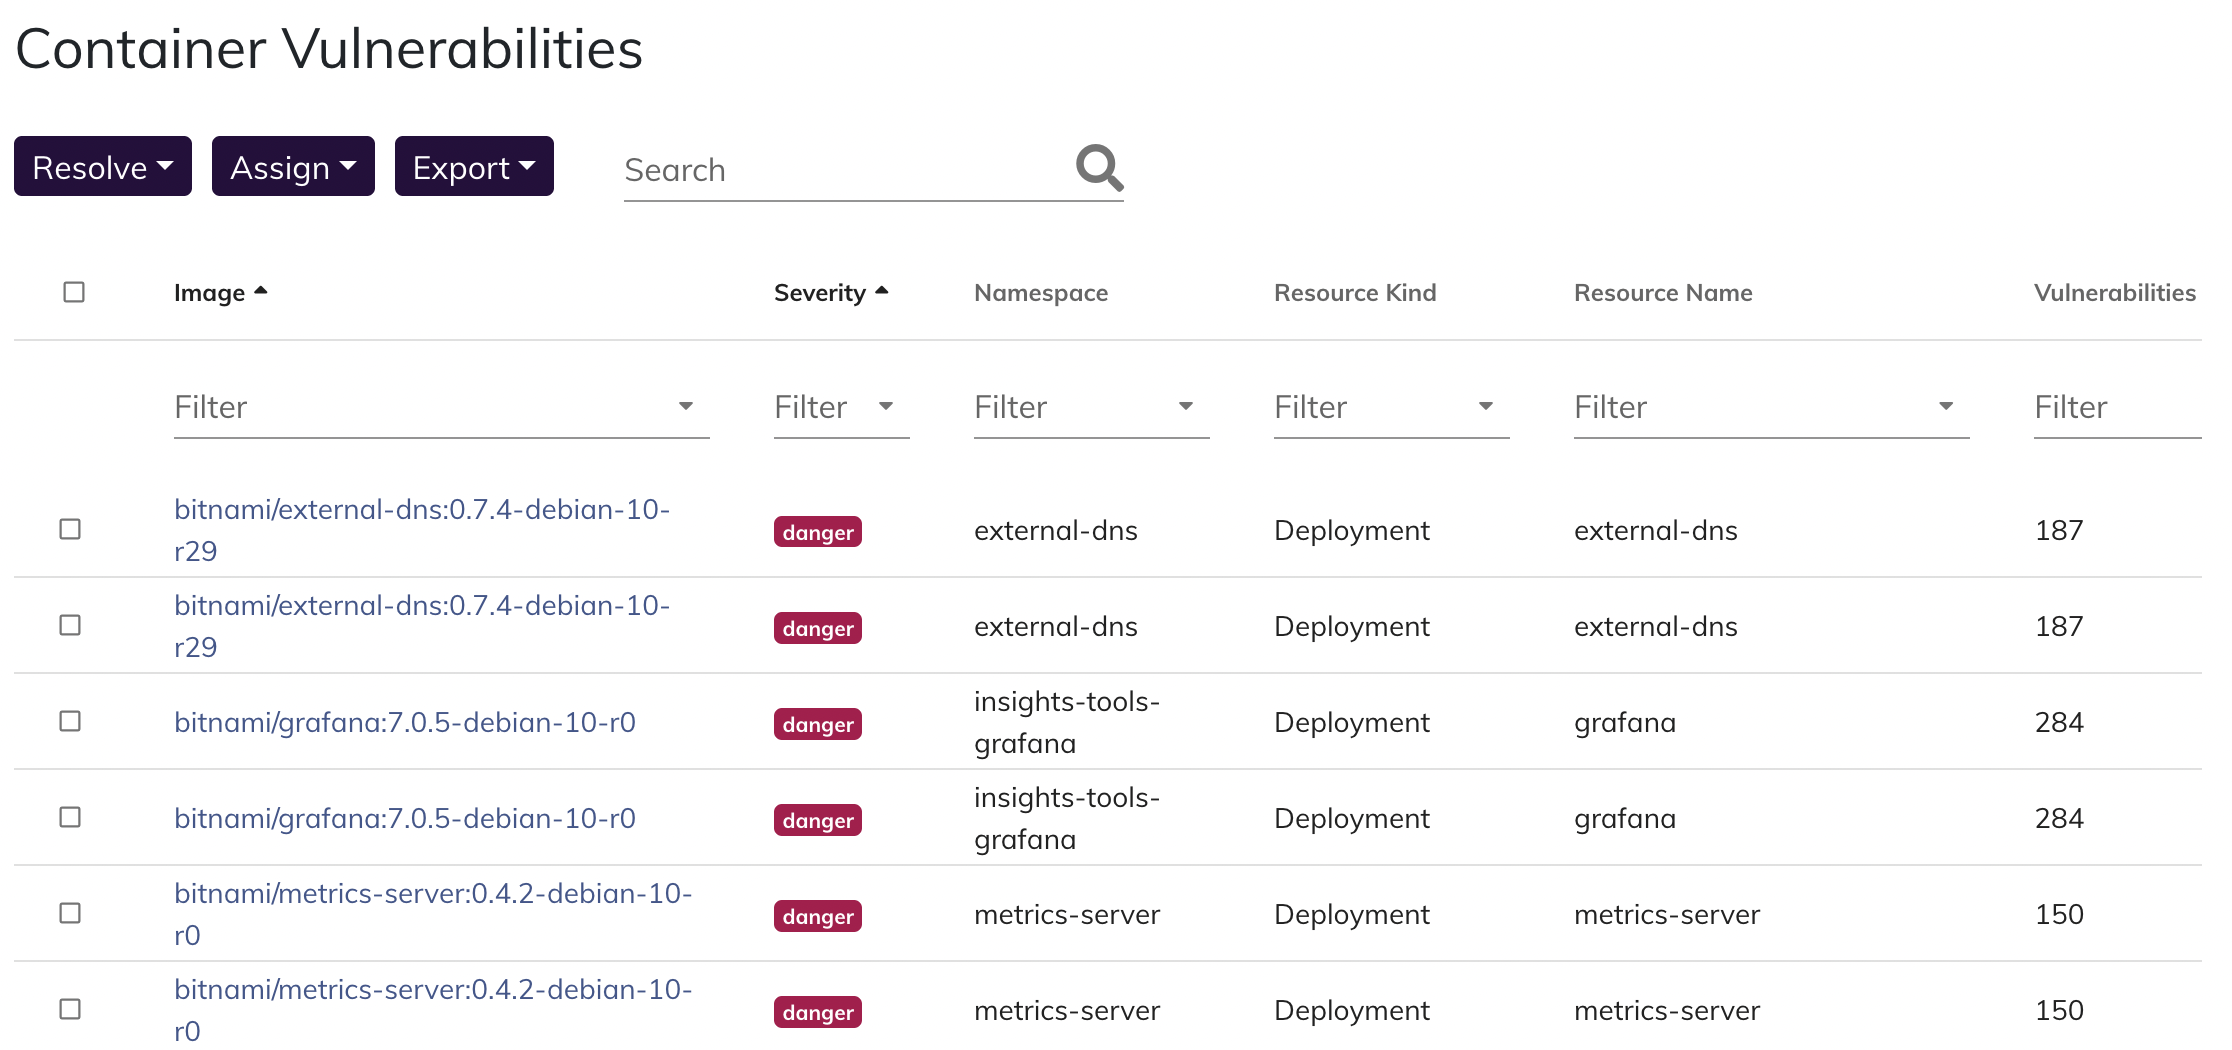 Container Vulnerabilities
Resolve Assign Export Search
Image Severity Namespace Resource Kind Resource Name Vulnerabilities
Filter Filter Filter Filter Filter Filter
bitnami/external-dns:0.7.4-debian-10-
r29 danger external-dns Deployment external-dns 187
bitnami/external-dns:0.7.4-debian-10-
r29 danger external-dns Deployment external-dns 187
bitnami/grafana:7.0.5-debian-10-r0 danger insights-tools-
grafana Deployment grafana 284
bitnami/grafana:7.0.5-debian-10-r0 danger insights-tools-
grafana Deployment grafana 284
bitnami/metrics-server:0.4.2-debian-10-
r0 danger metrics-server Deployment metrics-server 150
bitnami/metrics-server:0.4.2-debian-10-
r0 danger metrics-server Deployment metrics-server 150